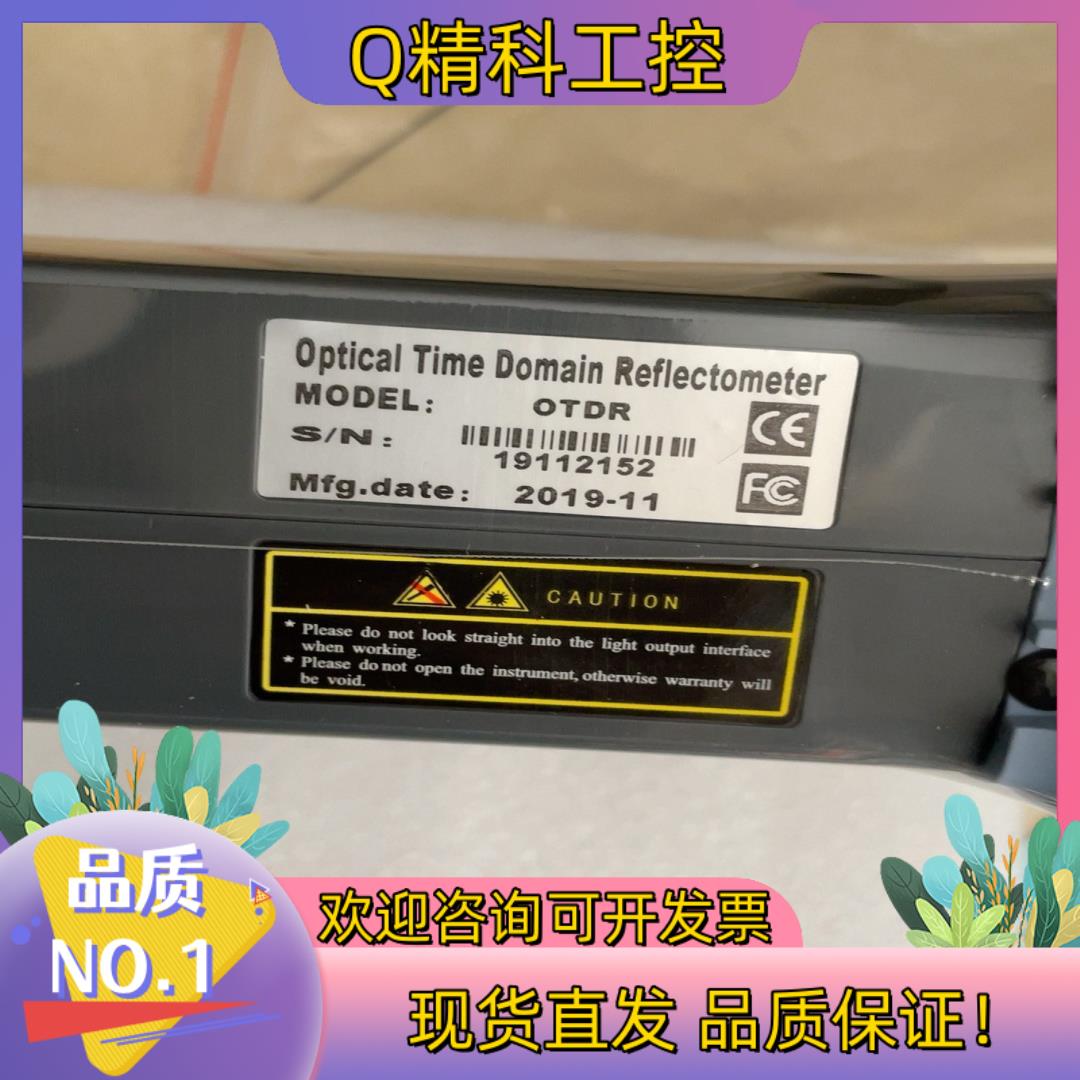 Q精科工控
Optical Time Domain Reflectometer
MODEL: OTDR
S/N:
19112152
Mfg.date: 2019-11
CE
FC
CAUTION
* Please do not look straight into the light output interface
when working.
* Please do not open the instrument, otherwise warranty will
be void.
品质
NO.1
欢迎咨询可开发票
现货直发 品质保证!